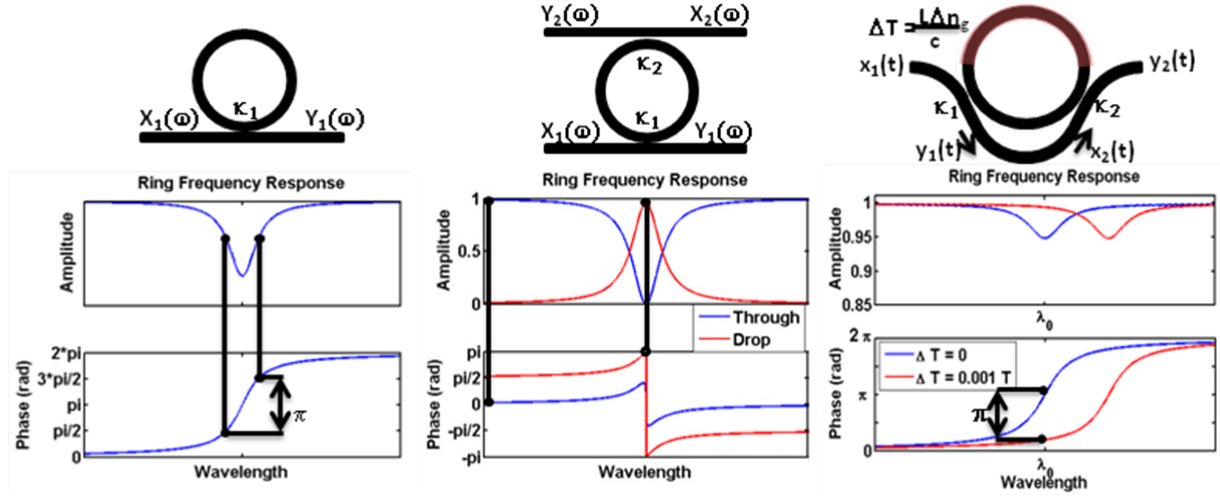 X₁(ω)
κ₁
Y₁(ω)
Ring Frequency Response
Amplitude
Phase (rad)
2*pi
3*pi/2
pi
pi/2
0
π
Wavelength
Y₂(ω)
X₂(ω)
κ₂
κ₁
X₁(ω)
Y₁(ω)
Ring Frequency Response
Amplitude
1
0.5
0
Through
Drop
Phase (rad)
pi
pi/2
0
-pi/2
-pi
Wavelength
ΔT = LΔng
c
x₁(t)
y₂(t)
κ₁
κ₂
y₁(t)
x₂(t)
Ring Frequency Response
Amplitude
1
0.95
0.9
0.85
λ₀
Phase (rad)
2 π
π
0
Δ T = 0
Δ T = 0.001 T
π
λ₀
Wavelength